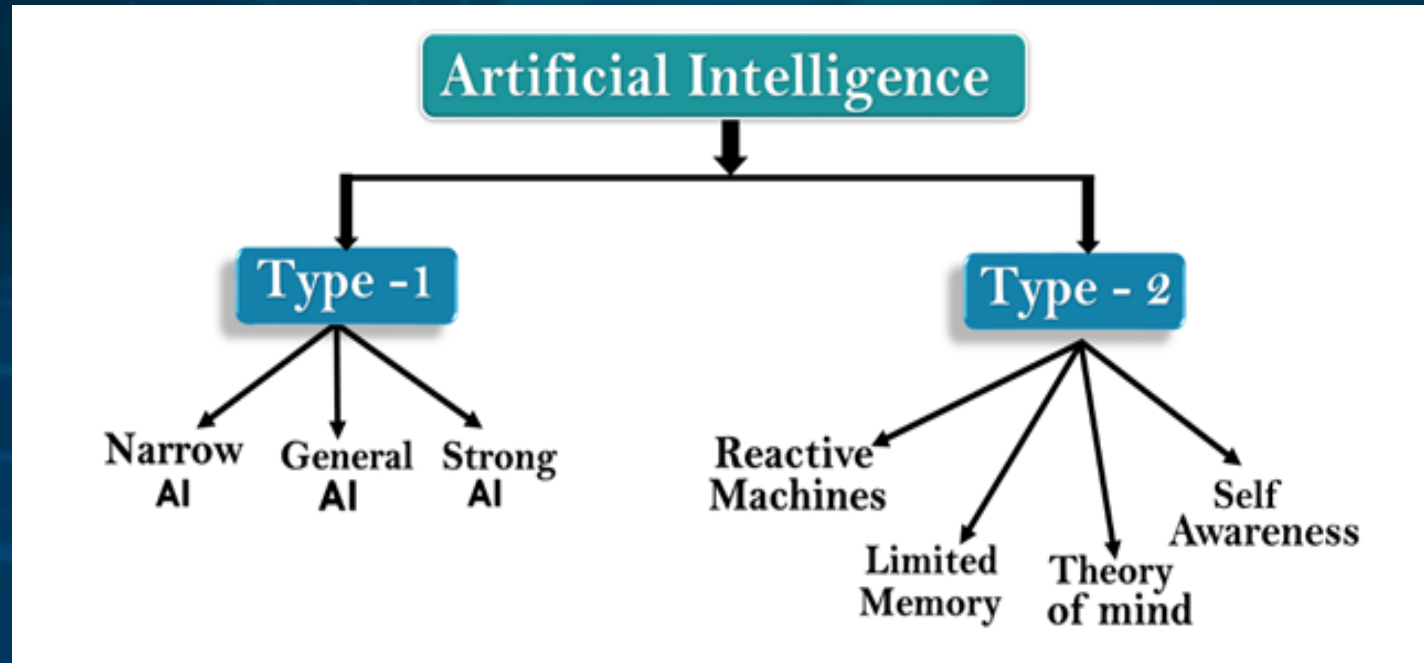 Artificial Intelligence
Type -1
Type - 2
Narrow
AI
General
AI
Strong
AI
Reactive
Machines
Limited
Memory
Theory
of mind
Self
Awareness